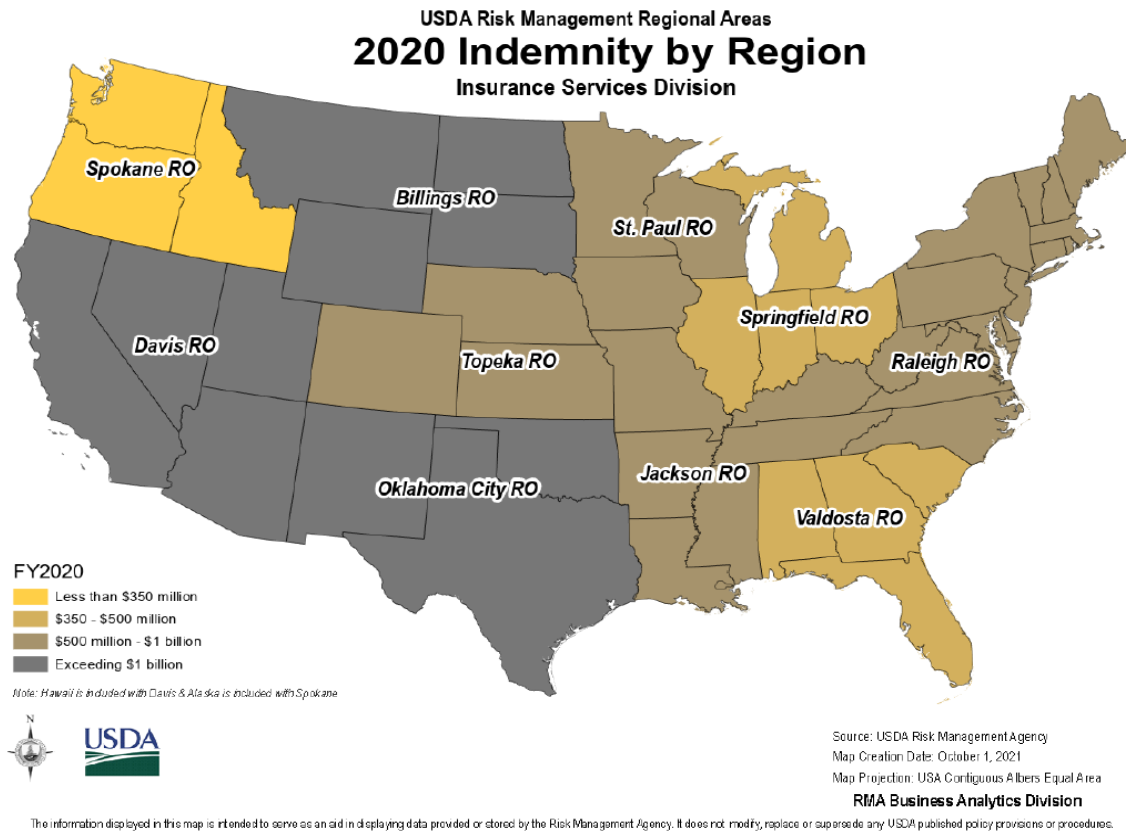 USDA Risk Management Regional Areas
2020 Indemnity by Region
Insurance Services Division
Spokane RO
Billings RO
St. Paul RO
Springfield RO
Davis RO
Topeka RO
Raleigh RO
Jackson RO
Oklahoma City RO
Valdosta RO
FY2020
Less than $350 million
$350 - $500 million
$500 million - $1 billion
Exceeding $1 billion
Note: Hawaii is included with Davis & Alaska is included with Spokane
N
USDA
Source: USDA Risk Management Agency
Map Creation Date: October 1, 2021
Map Projection: USA Contiguous Albers Equal Area
RMA Business Analytics Division
The information displayed in this map is intended to serve as an aid in displaying data provided or stored by the Risk Management Agency. It does not modify, replace or supersede any USDA published policy provisions or procedures.